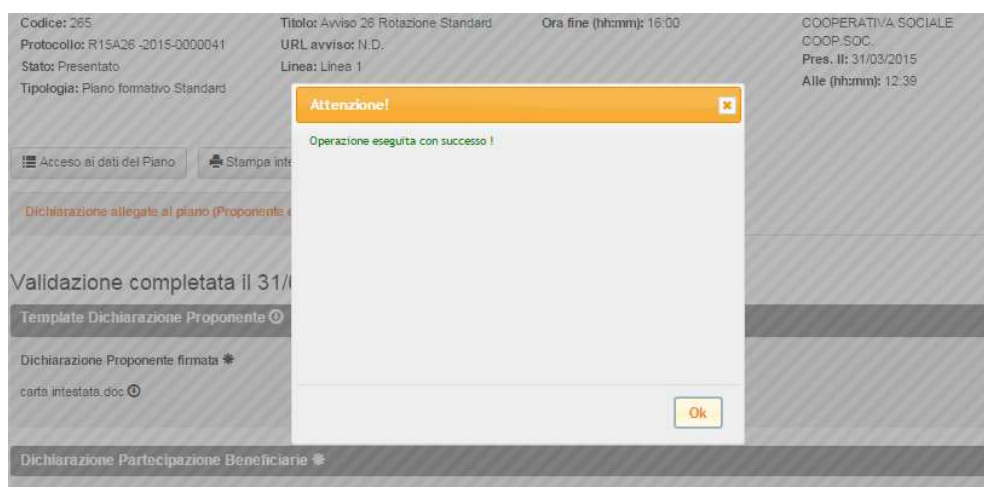 Codice: 265
Protocollo: R15A26 -2015-0000041
Stato: Presentato
Tipologia: Piano formativo Standard
Titolo: Avviso 26 Rotazione Standard
URL avviso: N.D.
Linea: Linea 1
Ora fine (hh:mm): 16:00
COOPERATIVA SOCIALE
COOP.SOC.
Pres. Il: 31/03/2015
Alle (hh:mm): 12:39
Attenzione!
Operazione eseguita con successo !
Acceso ai dati del Piano
Stampa inte
Dichiarazione allegate al piano (Proponente
Validazione completata il 31/
Template Dichiarazione Proponente
Dichiarazione Proponente firmata *
carta intestata.doc
Ok
Dichiarazione Partecipazione Beneficiarie *